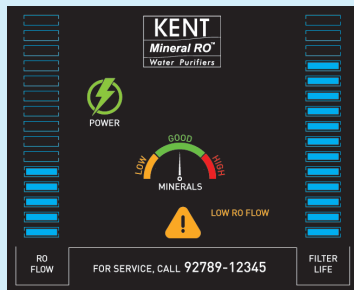 KENT
Mineral RO™
Water Purifiers
POWER
LOW
GOOD
HIGH
MINERALS
LOW RO FLOW
RO
FLOW
FOR SERVICE, CALL 92789-12345
FILTER
LIFE